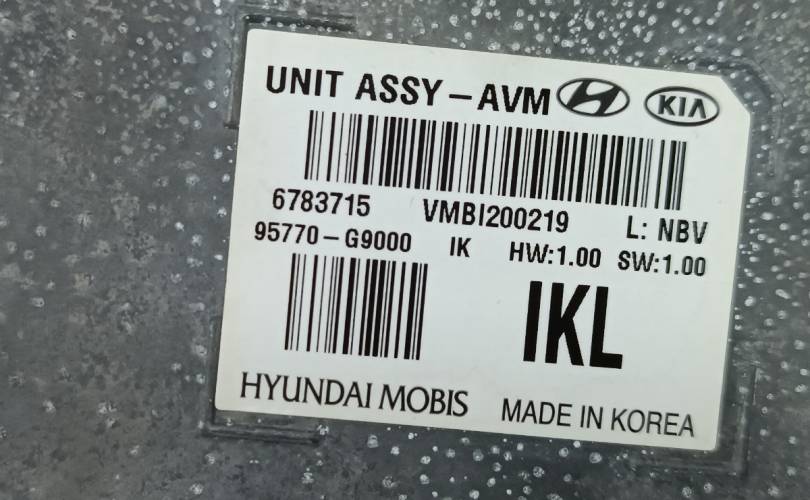 UNIT ASSY-AVM KIA
6783715 VMBI200219 L: NBV
95770-G9000 IK HW:1.00 SW:1.00
IKL
HYUNDAI MOBIS MADE IN KOREA